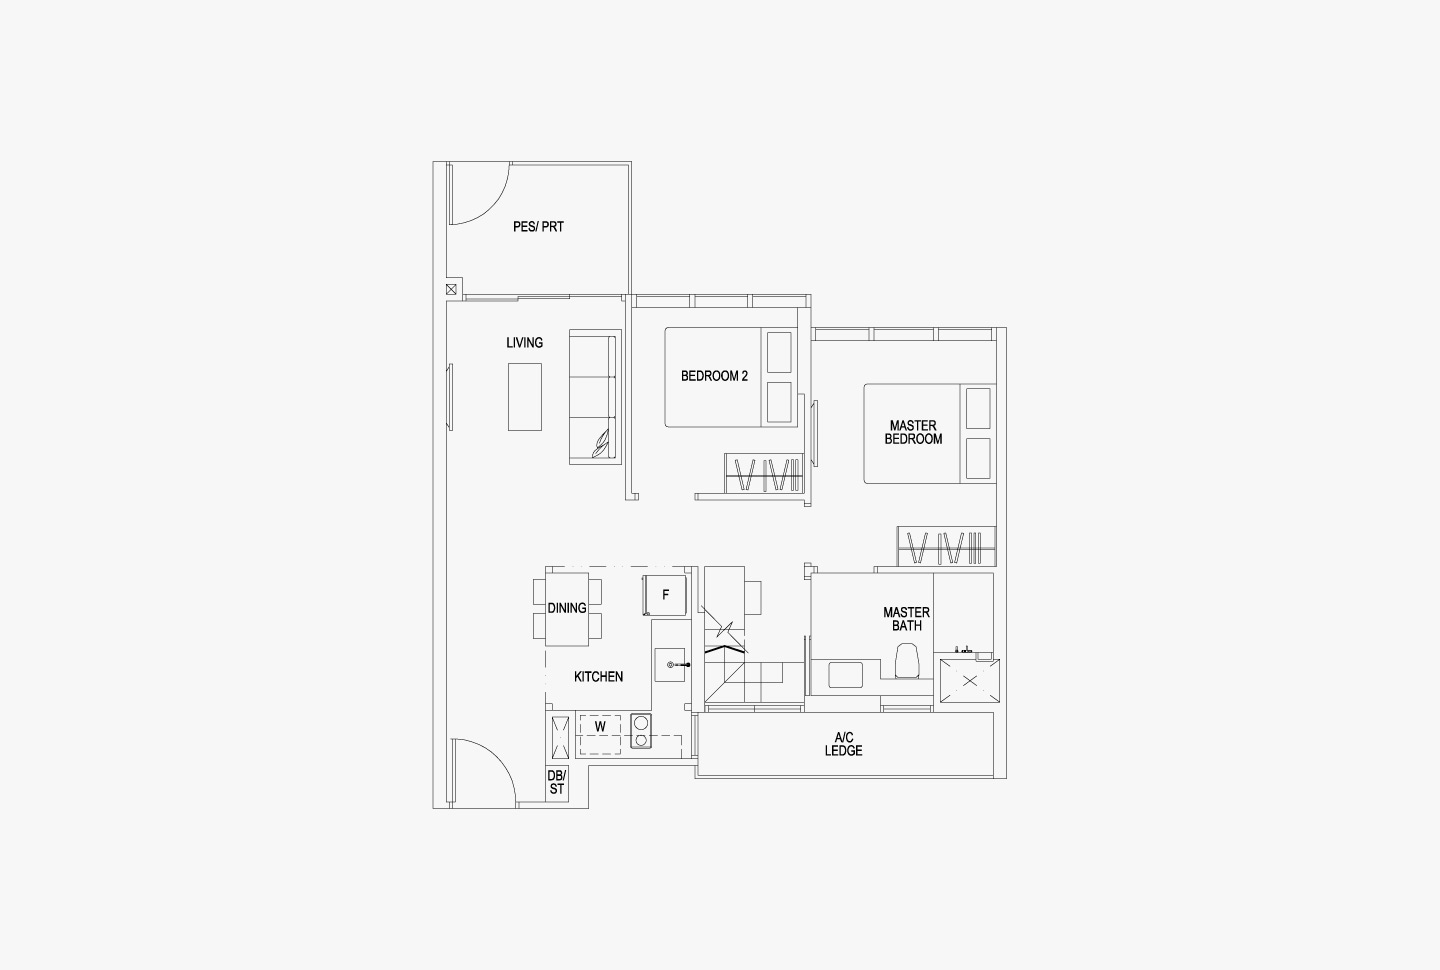 PES/ PRT
LIVING
BEDROOM 2
MASTER
BEDROOM
DINING
F
MASTER
BATH
KITCHEN
W
A/C
LEDGE
DB/
ST